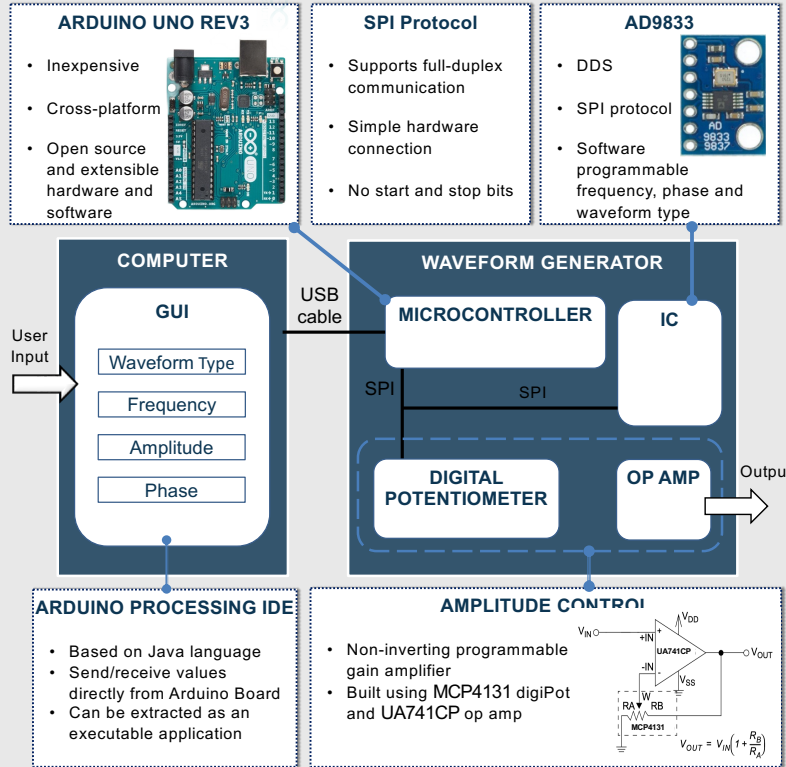 ARDUINO UNO REV3
• Inexpensive
• Cross-platform
• Open source
and extensible
hardware and
software
SPI Protocol
• Supports full-duplex
communication
• Simple hardware
connection
• No start and stop bits
AD9833
• DDS
• SPI protocol
• Software
programmable
frequency, phase and
waveform type
AD
9833
9837
COMPUTER
GUI
Waveform Type
Frequency
Amplitude
Phase
User
Input
USB
cable
WAVEFORM GENERATOR
MICROCONTROLLER
IC
SPI
SPI
DIGITAL
POTENTIOMETER
OP AMP
Outpu
ARDUINO PROCESSING IDE
• Based on Java language
• Send/receive values
directly from Arduino Board
• Can be extracted as an
executable application
AMPLITUDE CONTROL
• Non-inverting programmable
gain amplifier
• Built using MCP4131 digiPot
and UA741CP op amp
VDD
VIN
+IN
+
UA741CP
VOUT
-IN
-
VSS
W
RA RB
MCP4131
VOUT = VIN(1 + RB/RA)